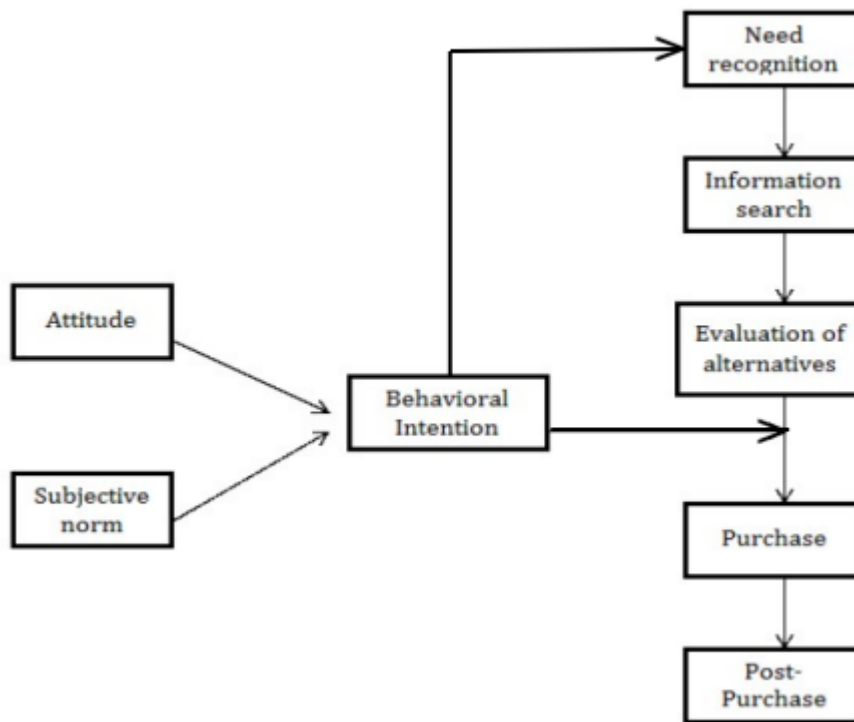 Need
recognition
Information
search
Attitude
Evaluation of
alternatives
Behavioral
Intention
Subjective
norm
Purchase
Post-
Purchase